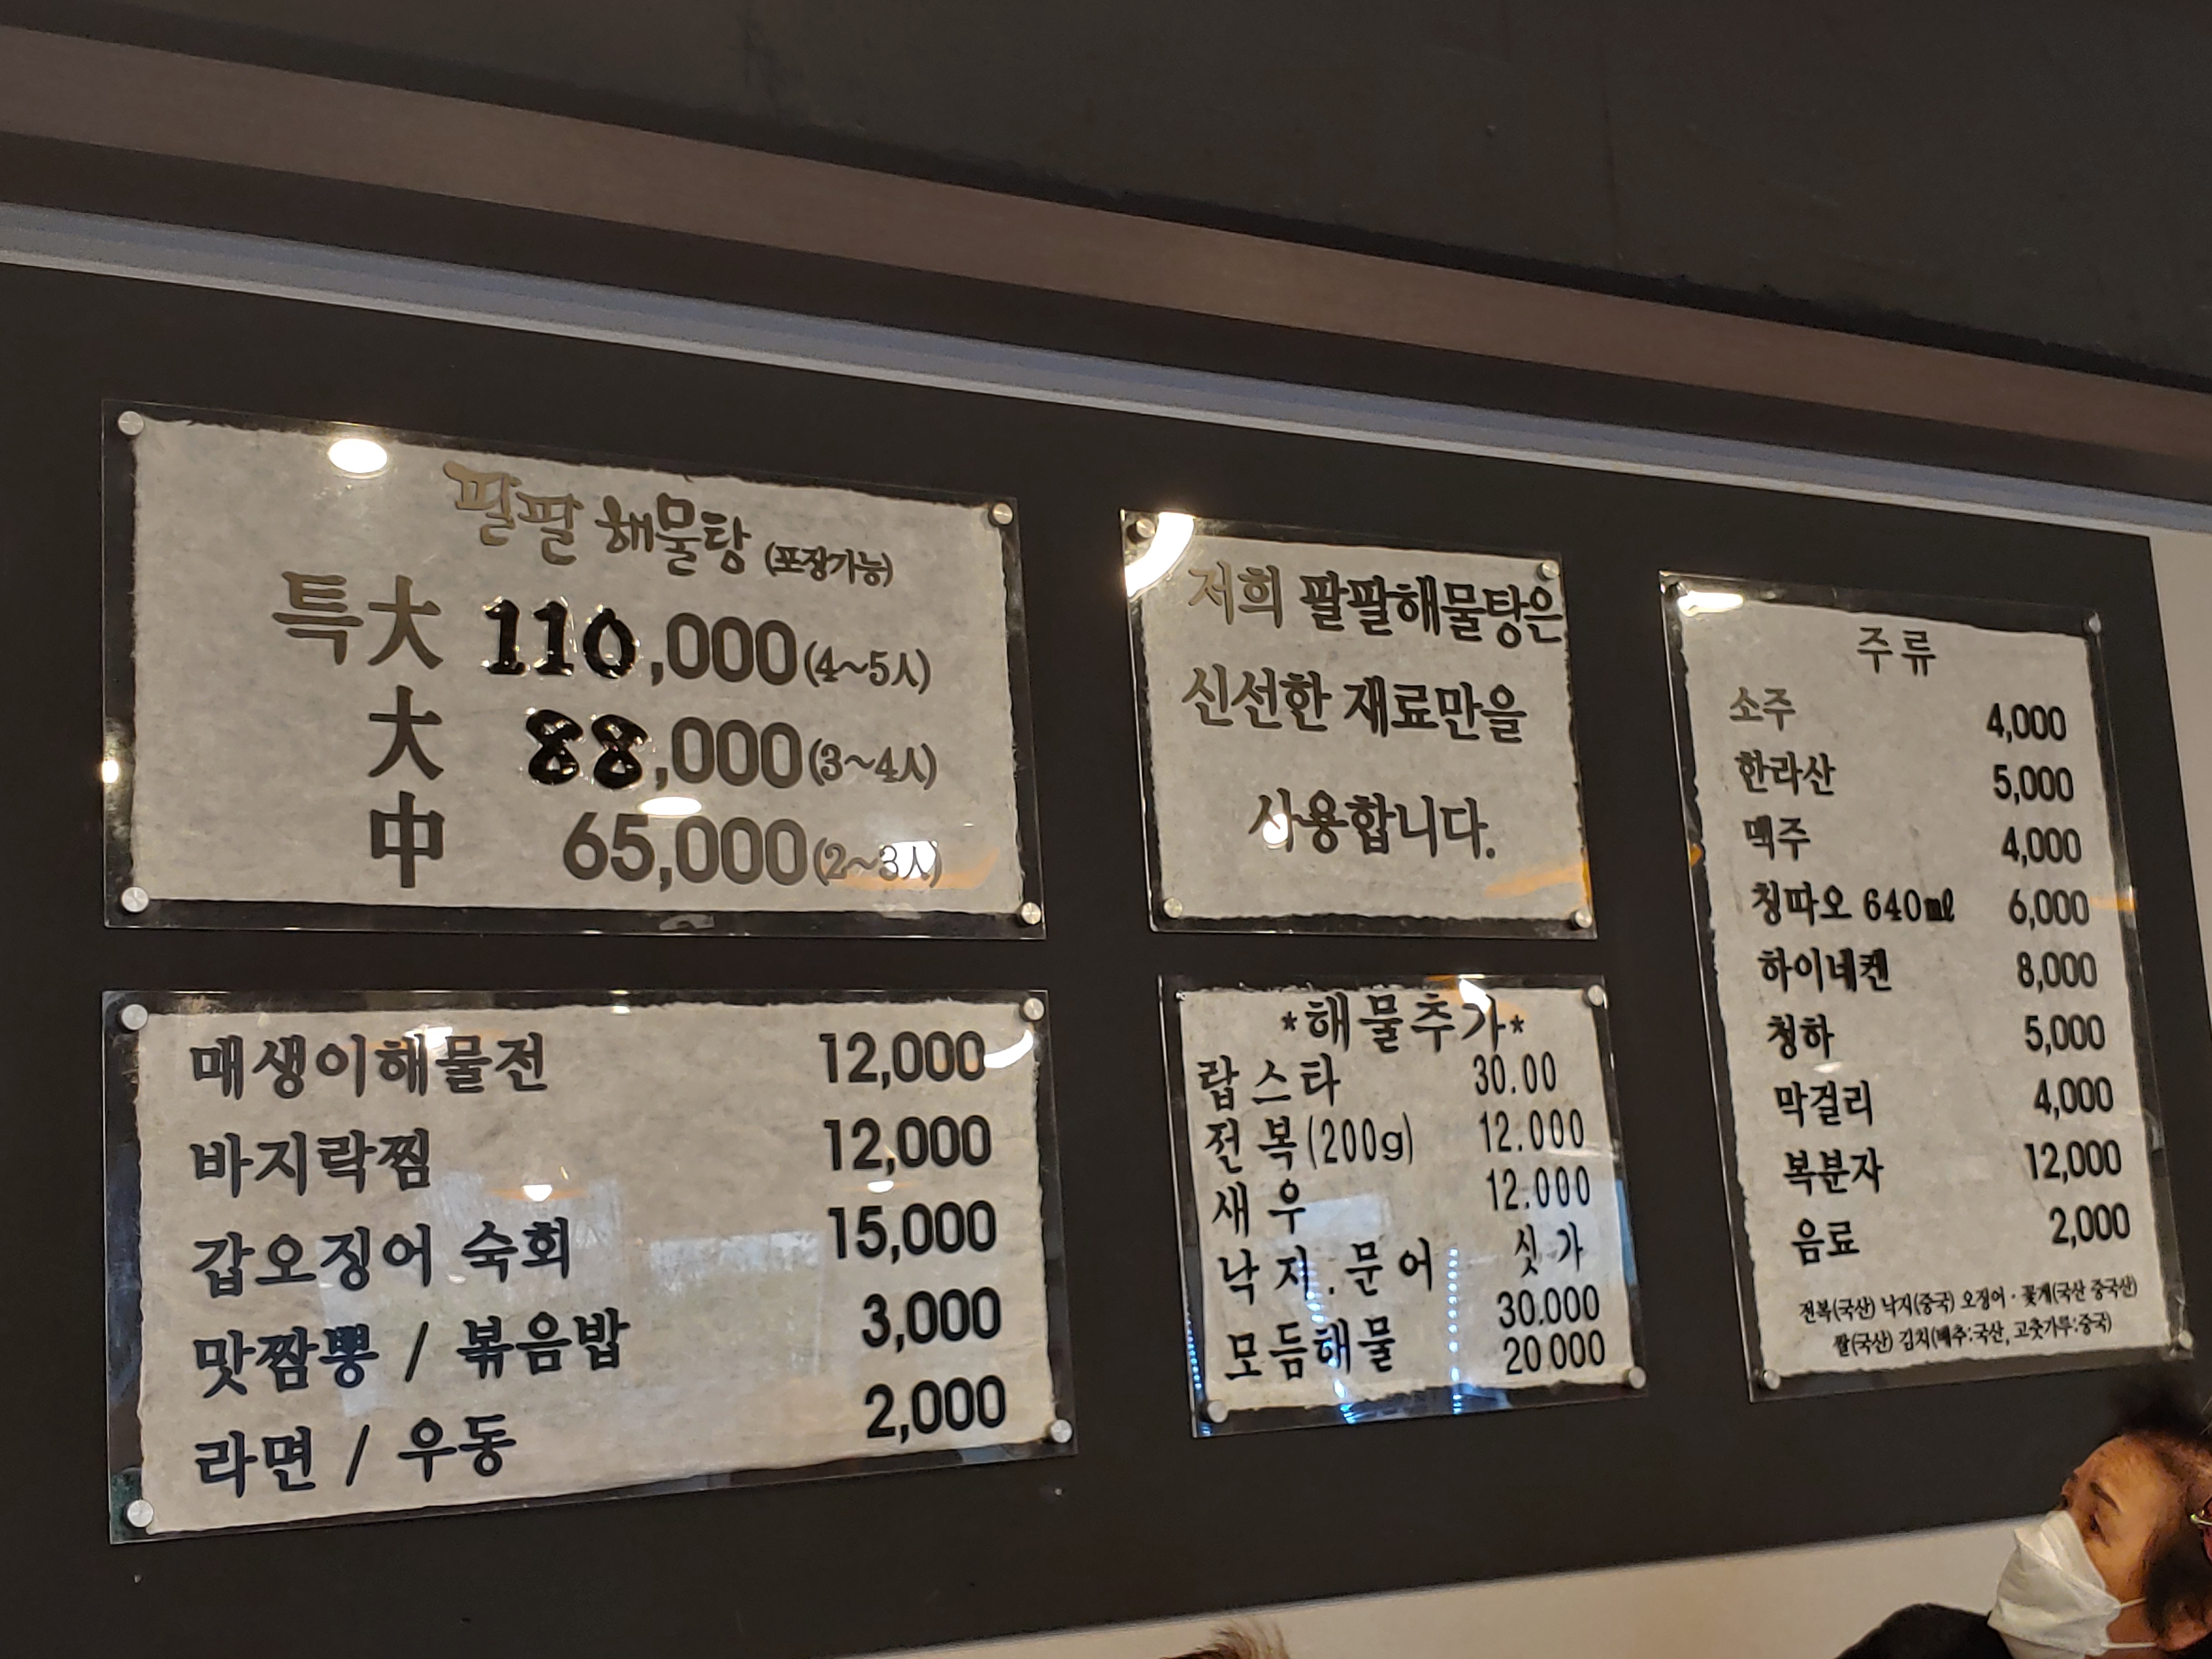 팔팔 해물탕 (포장가능)
특大 110,000(4~5人)
大 88,000(3~4人)
中 65,000(2~3人)
매생이해물전 12,000
바지락찜 12,000
갑오징어 숙회 15,000
맛짬뽕 / 볶음밥 3,000
라면 / 우동 2,000
저희 팔팔해물탕은
신선한 재료만을
사용합니다.
*해물추가*
랍스타 30.00
전복(200g) 12.000
새우 12.000
낙지.문어 싯가
모듬해물 30.000
20000
주류
소주 4,000
한라산 5,000
맥주 4,000
칭따오 640㎖ 6,000
하이네켄 8,000
청하 5,000
막걸리 4,000
복분자 12,000
음료 2,000
전복(국산) 낙지(중국) 오징어·꽃게(국산 중국산)
쌀(국산) 김치(배추:국산, 고춧가루:중국)